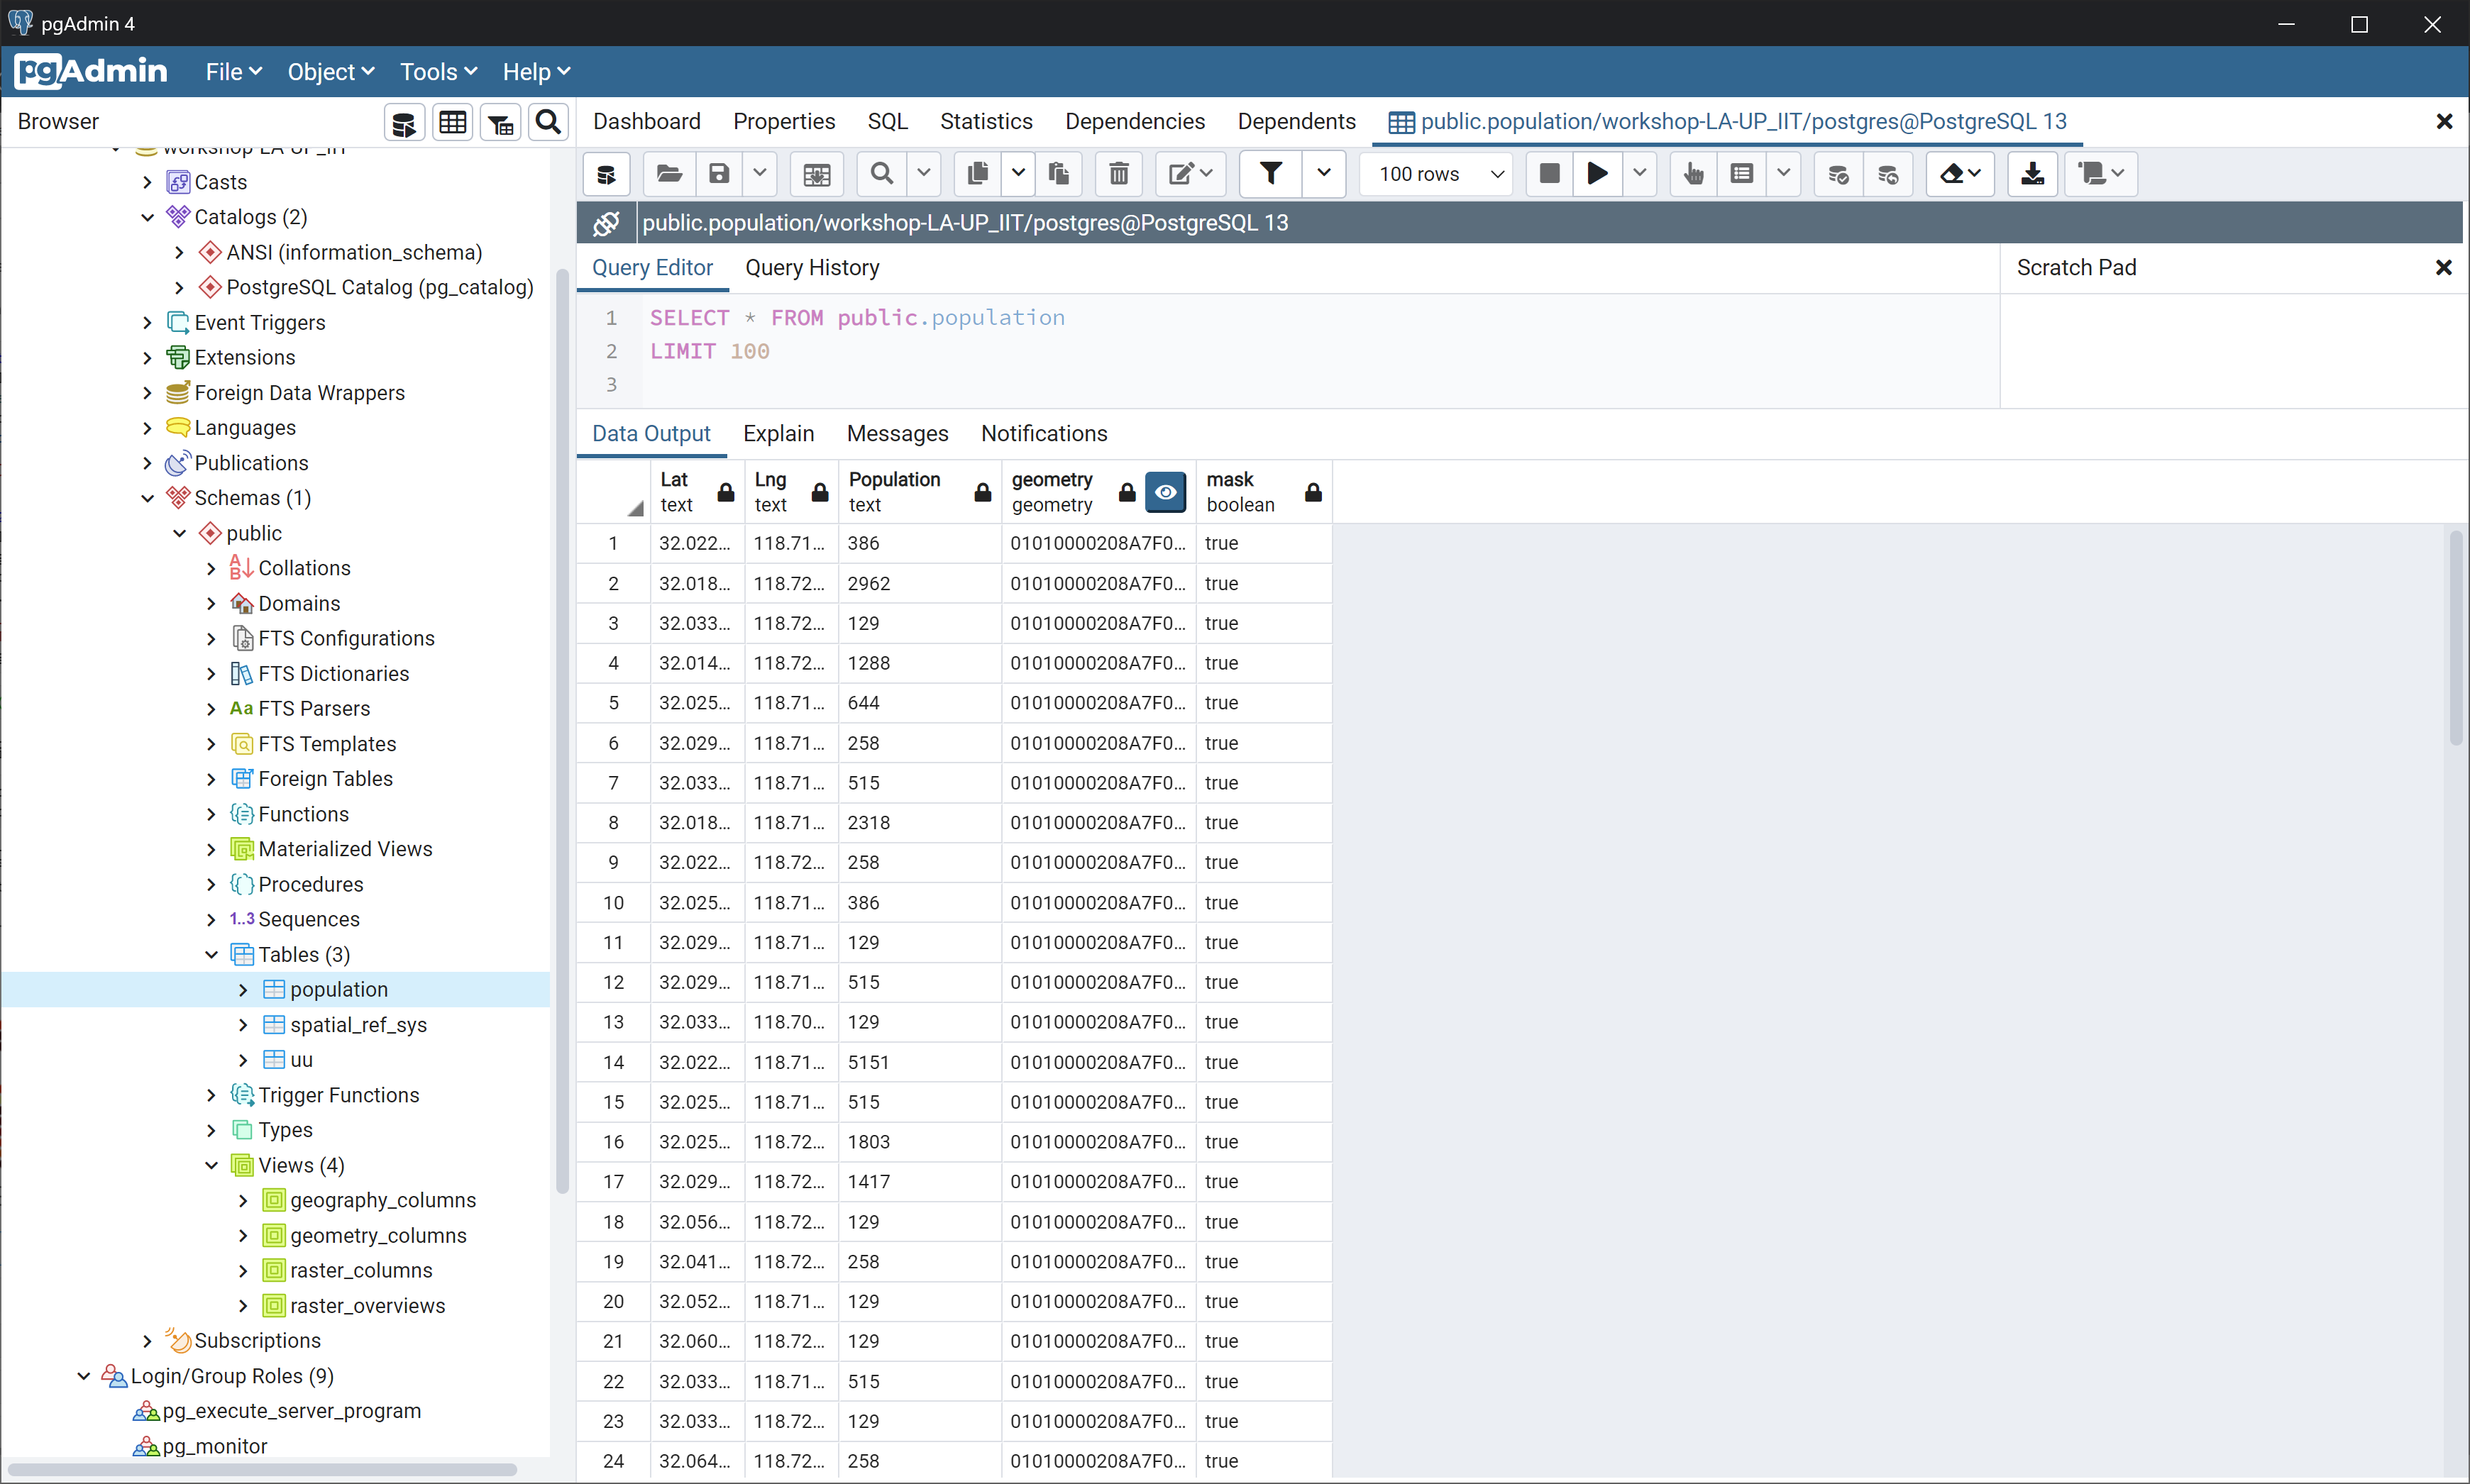 pgAdmin 4
pgAdmin File Object Tools Help
Browser
Dashboard Properties SQL Statistics Dependencies Dependents public.population/workshop-LA-UP_IIT/postgres@PostgreSQL 13
workshop-LA-UP_IIT
Casts
Catalogs (2)
ANSI (information_schema)
PostgreSQL Catalog (pg_catalog)
Event Triggers
Extensions
Foreign Data Wrappers
Languages
Publications
Schemas (1)
public
Collations
Domains
FTS Configurations
FTS Dictionaries
Aa FTS Parsers
FTS Templates
Foreign Tables
Functions
Materialized Views
Procedures
1..3 Sequences
Tables (3)
population
spatial_ref_sys
uu
Trigger Functions
Types
Views (4)
geography_columns
geometry_columns
raster_columns
raster_overviews
Subscriptions
Login/Group Roles (9)
pg_execute_server_program
pg_monitor
100 rows
public.population/workshop-LA-UP_IIT/postgres@PostgreSQL 13
Query Editor Query History
Scratch Pad
1 SELECT * FROM public.population
2 LIMIT 100
3
Data Output Explain Messages Notifications
Lat Lng Population geometry mask
text text text geometry boolean
1 32.022... 118.71... 386 01010000208A7F0... true
2 32.018... 118.72... 2962 01010000208A7F0... true
3 32.033... 118.72... 129 01010000208A7F0... true
4 32.014... 118.72... 1288 01010000208A7F0... true
5 32.025... 118.71... 644 01010000208A7F0... true
6 32.029... 118.71... 258 01010000208A7F0... true
7 32.033... 118.71... 515 01010000208A7F0... true
8 32.018... 118.71... 2318 01010000208A7F0... true
9 32.022... 118.72... 258 01010000208A7F0... true
10 32.025... 118.71... 386 01010000208A7F0... true
11 32.029... 118.71... 129 01010000208A7F0... true
12 32.029... 118.71... 515 01010000208A7F0... true
13 32.033... 118.70... 129 01010000208A7F0... true
14 32.022... 118.71... 5151 01010000208A7F0... true
15 32.025... 118.71... 515 01010000208A7F0... true
16 32.025... 118.72... 1803 01010000208A7F0... true
17 32.029... 118.72... 1417 01010000208A7F0... true
18 32.056... 118.72... 129 01010000208A7F0... true
19 32.041... 118.72... 258 01010000208A7F0... true
20 32.052... 118.71... 129 01010000208A7F0... true
21 32.060... 118.72... 129 01010000208A7F0... true
22 32.033... 118.71... 515 01010000208A7F0... true
23 32.033... 118.72... 129 01010000208A7F0... true
24 32.064... 118.72... 258 01010000208A7F0... true